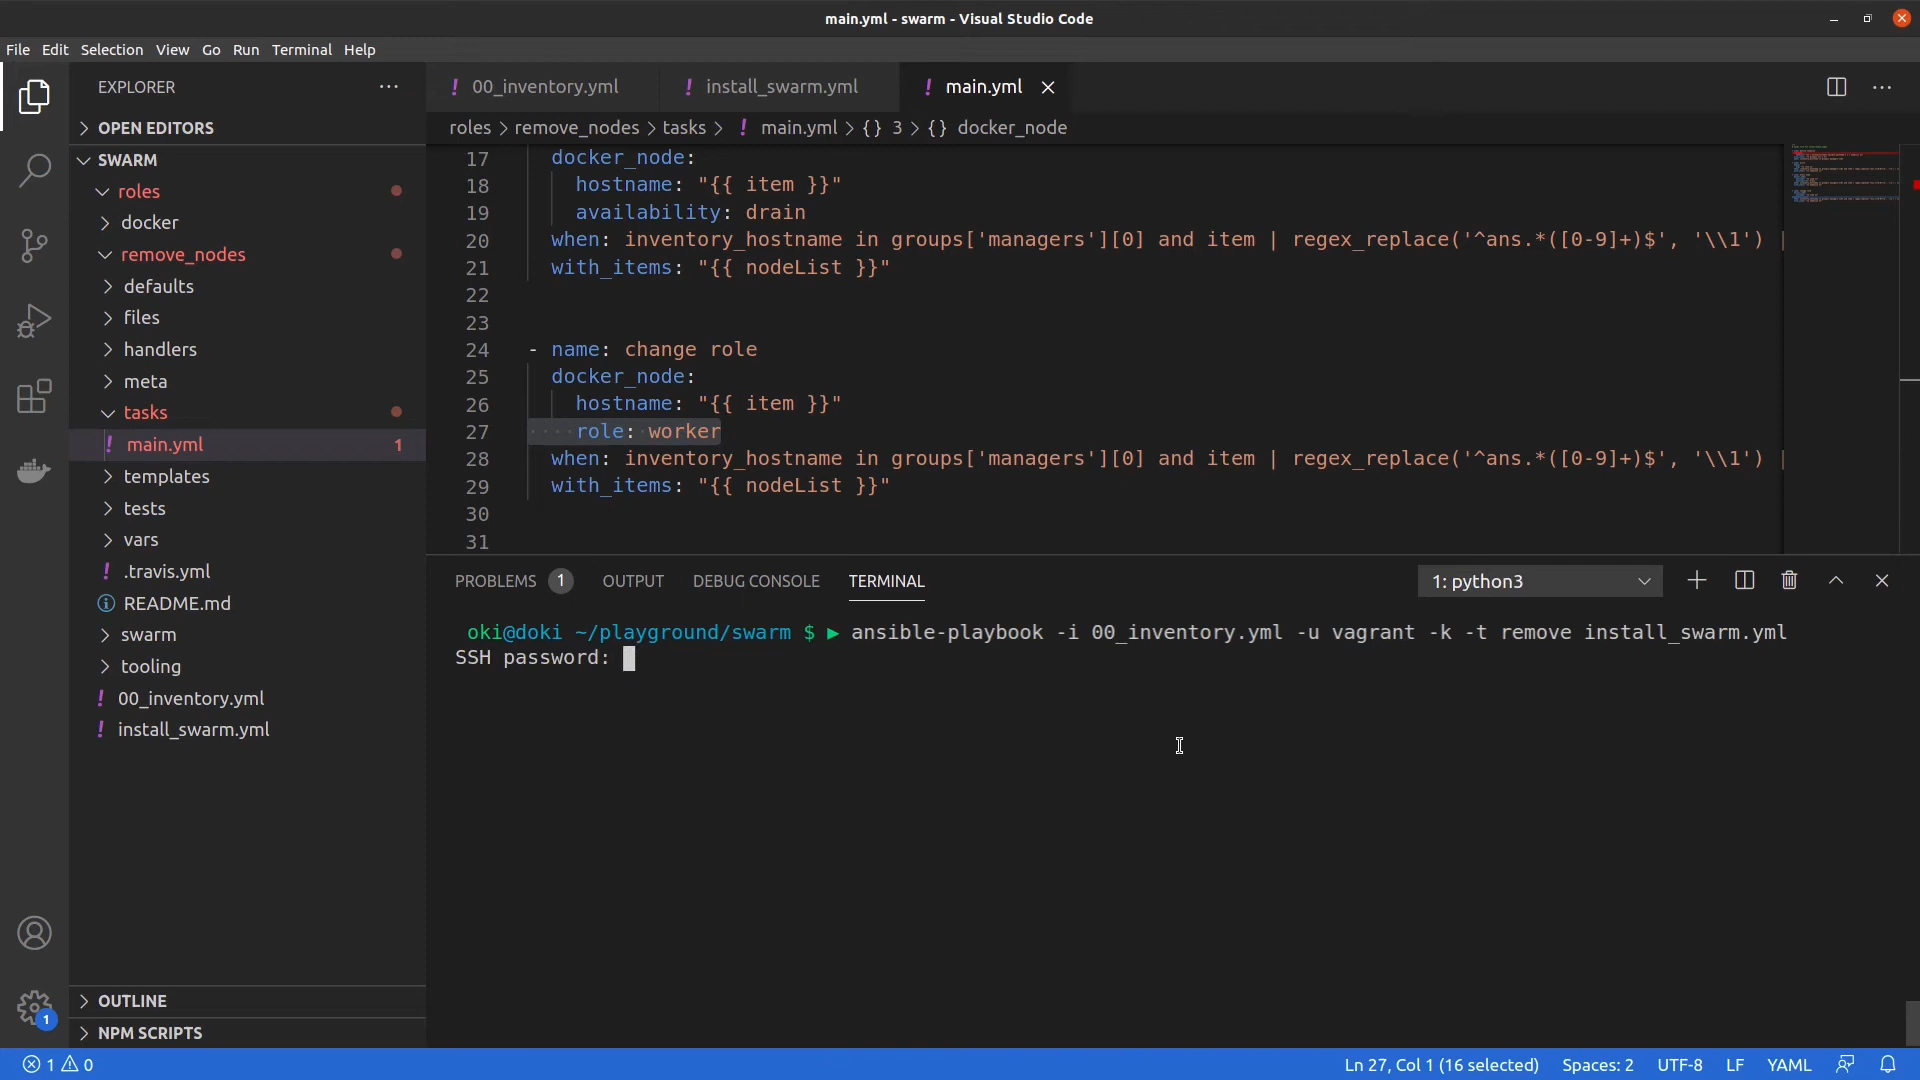 main.yml - swarm - Visual Studio Code
File Edit Selection View Go Run Terminal Help
EXPLORER
OPEN EDITORS
SWARM
roles
docker
remove_nodes
defaults
files
handlers
meta
tasks
main.yml 1
templates
tests
vars
.travis.yml
README.md
swarm
tooling
00_inventory.yml
install_swarm.yml
OUTLINE
NPM SCRIPTS
1
00_inventory.yml install_swarm.yml main.yml
roles > remove_nodes > tasks > ! main.yml > {} 3 > {} docker_node
17 docker_node:
18 hostname: "{{ item }}"
19 availability: drain
20 when: inventory_hostname in groups['managers'][0] and item | regex_replace('^ans.*([0-9]+)$', '\\1') |
21 with_items: "{{ nodeList }}"
22
23
24 - name: change role
25 docker_node:
26 hostname: "{{ item }}"
27 role: worker
28 when: inventory_hostname in groups['managers'][0] and item | regex_replace('^ans.*([0-9]+)$', '\\1') |
29 with_items: "{{ nodeList }}"
30
31
PROBLEMS 1 OUTPUT DEBUG CONSOLE TERMINAL 1: python3
oki@doki ~/playground/swarm $ ▶ ansible-playbook -i 00_inventory.yml -u vagrant -k -t remove install_swarm.yml
SSH password:
1 0 Ln 27, Col 1 (16 selected) Spaces: 2 UTF-8 LF YAML